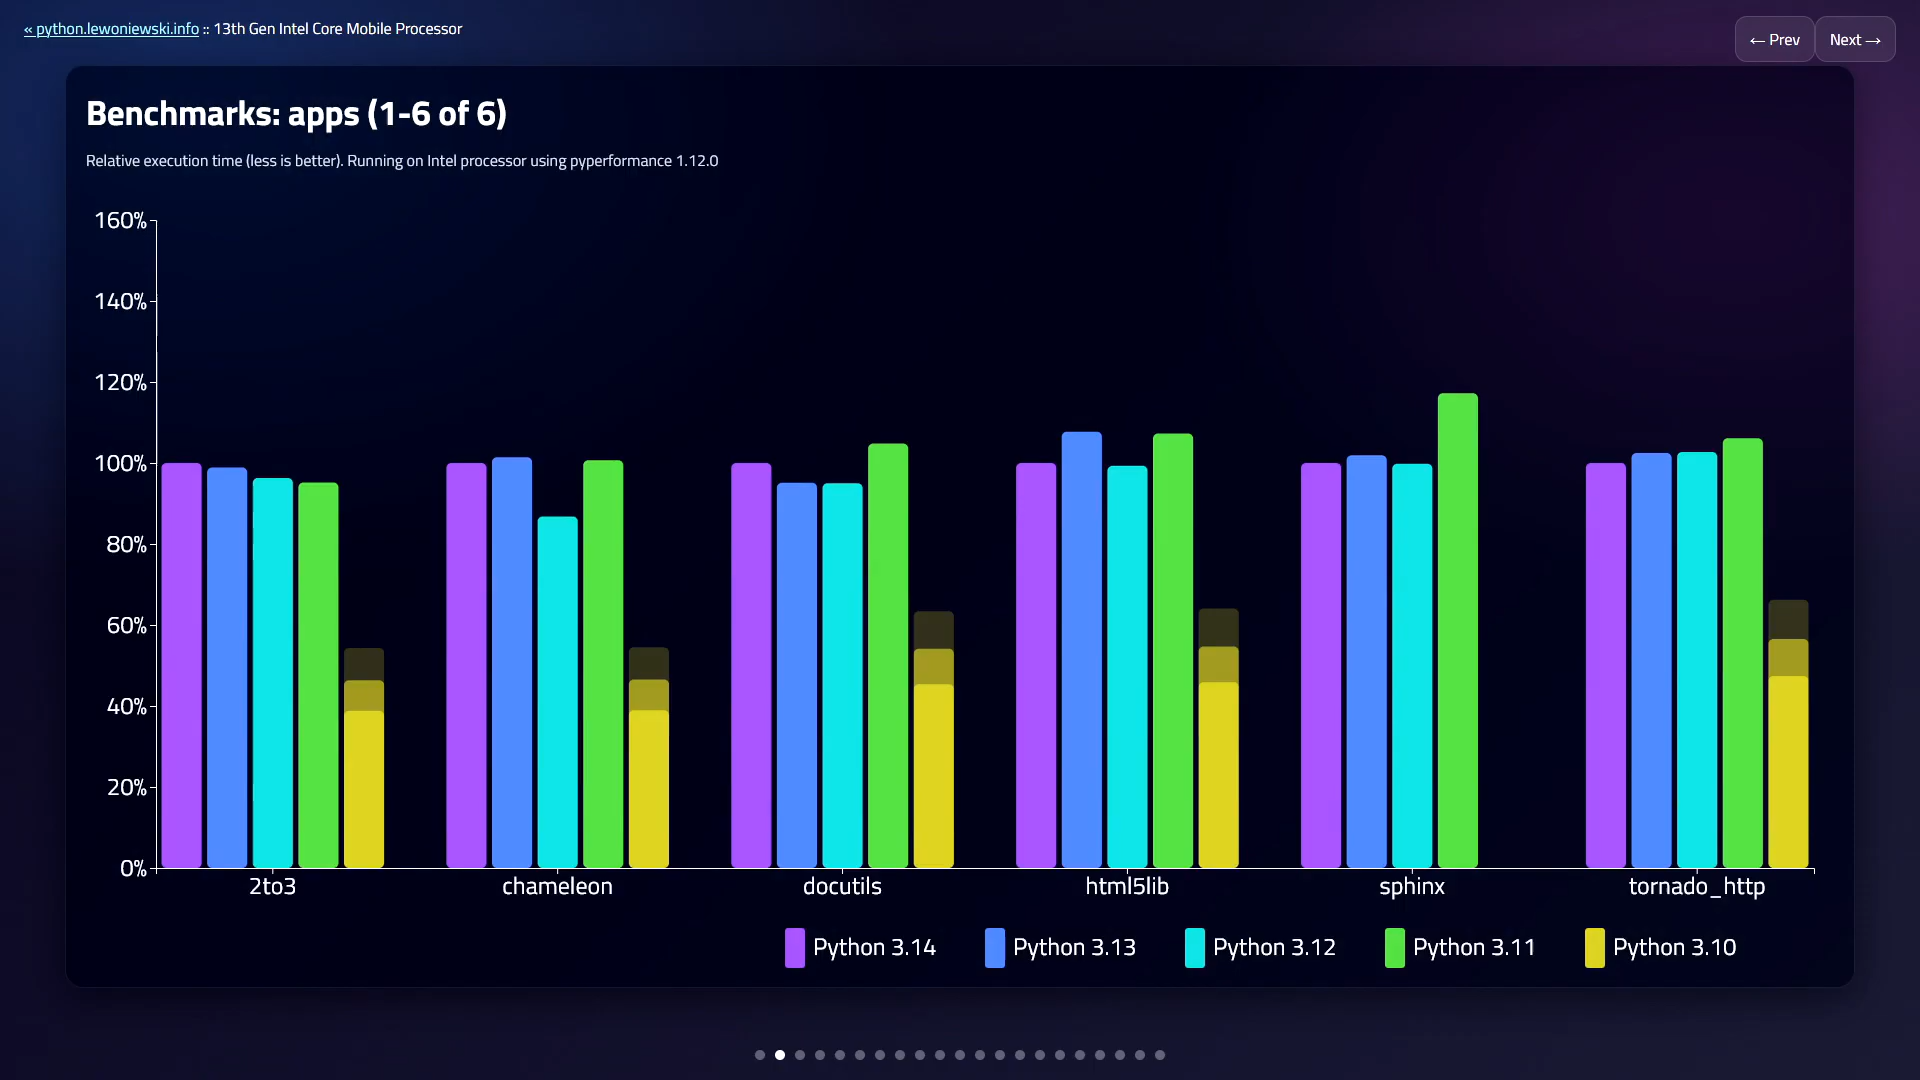 « python.lewoniewski.info :: 13th Gen Intel Core Mobile Processor
← Prev
Next →
Benchmarks: apps (1-6 of 6)
Relative execution time (less is better). Running on Intel processor using pyperformance 1.12.0
160%
140%
120%
100%
80%
60%
40%
20%
0%
2to3 chameleon docutils html5lib sphinx tornado_http
Python 3.14 Python 3.13 Python 3.12 Python 3.11 Python 3.10